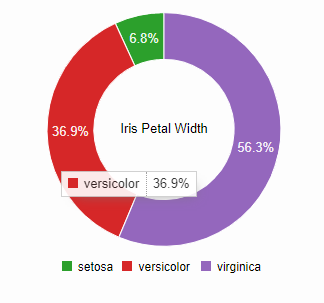 6.8%
36.9%
Iris Petal Width
56.3%
versicolor 36.9%
setosa versicolor virginica